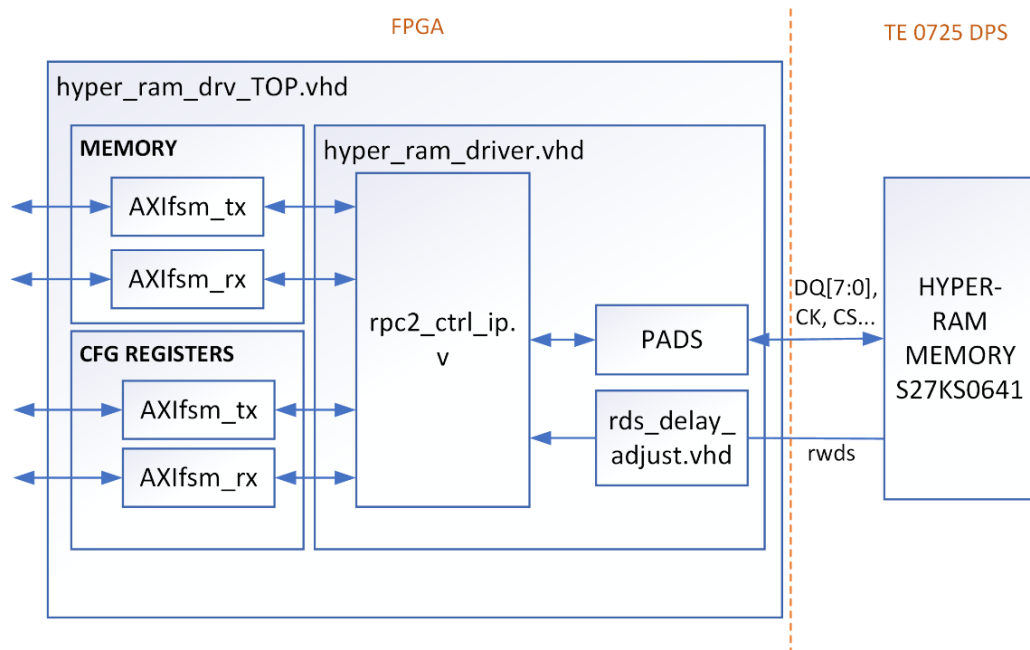 FPGA
TE 0725 DPS
hyper_ram_drv_TOP.vhd
MEMORY
AXIfsm_tx
AXIfsm_rx
CFG REGISTERS
AXIfsm_tx
AXIfsm_rx
hyper_ram_driver.vhd
rpc2_ctrl_ip.
v
PADS
rds_delay_
adjust.vhd
DQ[7:0],
CK, CS...
rwds
HYPER-
RAM
MEMORY
S27KS0641